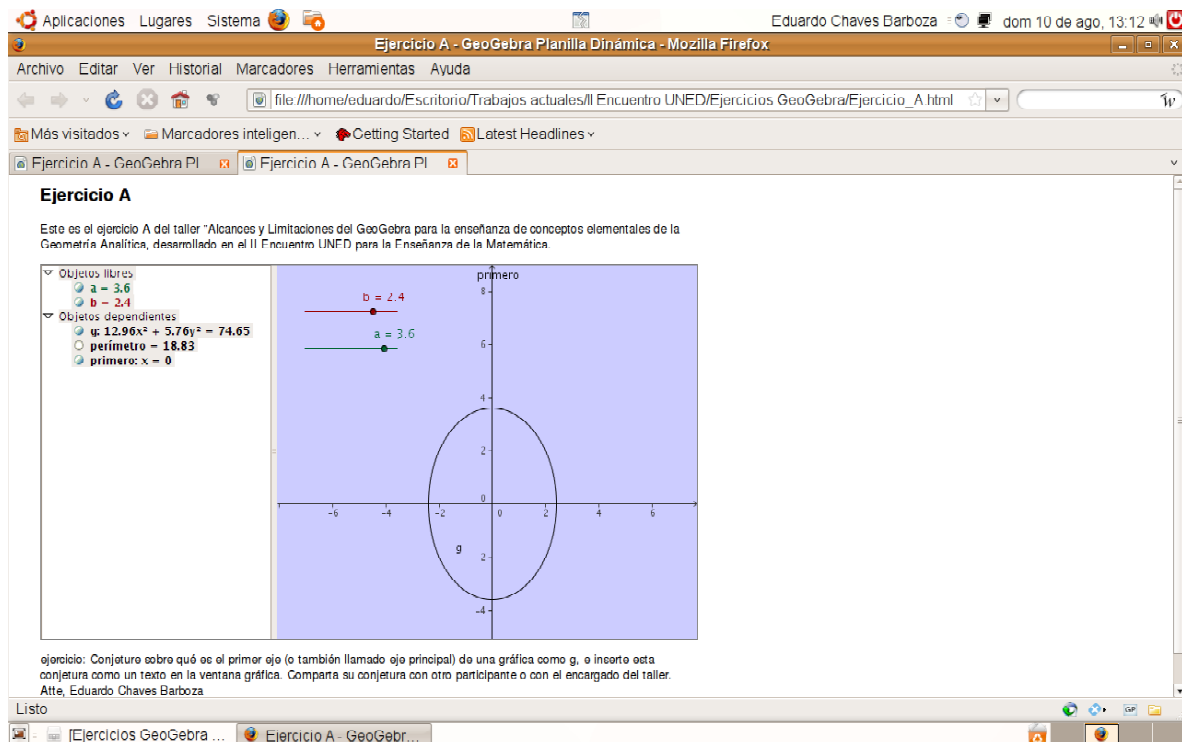 Aplicaciones Lugares Sistema Eduardo Chaves Barboza dom 10 de ago, 13:12
Ejercicio A - GeoGebra Planilla Dinámica - Mozilla Firefox
Archivo Editar Ver Historial Marcadores Herramientas Ayuda
file:///home/eduardo/Escritorio/Trabajos actuales/II Encuentro UNED/Ejercicios GeoGebra/Ejercicio_A.html
Más visitados Marcadores inteligen... Getting Started Latest Headlines
Ejercicio A - GeoGebra Pl Ejercicio A - GeoGebra Pl
Ejercicio A
Este es el ejercicio A del taller "Alcances y Limitaciones del GeoGebra para la enseñanza de conceptos elementales de la
Geometría Analítica, desarrollado en el II Encuentro UNED para la Enseñanza de la Matemática.
Objetos libres
a = 3.6
b = 2.4
Objetos dependientes
g: 12.96x² + 5.76y² = 74.65
perímetro = 18.83
primero: x = 0
primero
b = 2.4
a = 3.6
8
6
4
2
0
-6 -4 -2 0 2 4 6
g
2
-4
ejercicio: Conjeture sobre qué es el primer eje (o también llamado eje principal) de una gráfica como g, e inserte esta
conjetura como un texto en la ventana gráfica. Comparta su conjetura con otro participante o con el encargado del taller.
Atte, Eduardo Chaves Barboza
Listo
[Ejercicios GeoGebra ... Ejercicio A - GeoGebr...